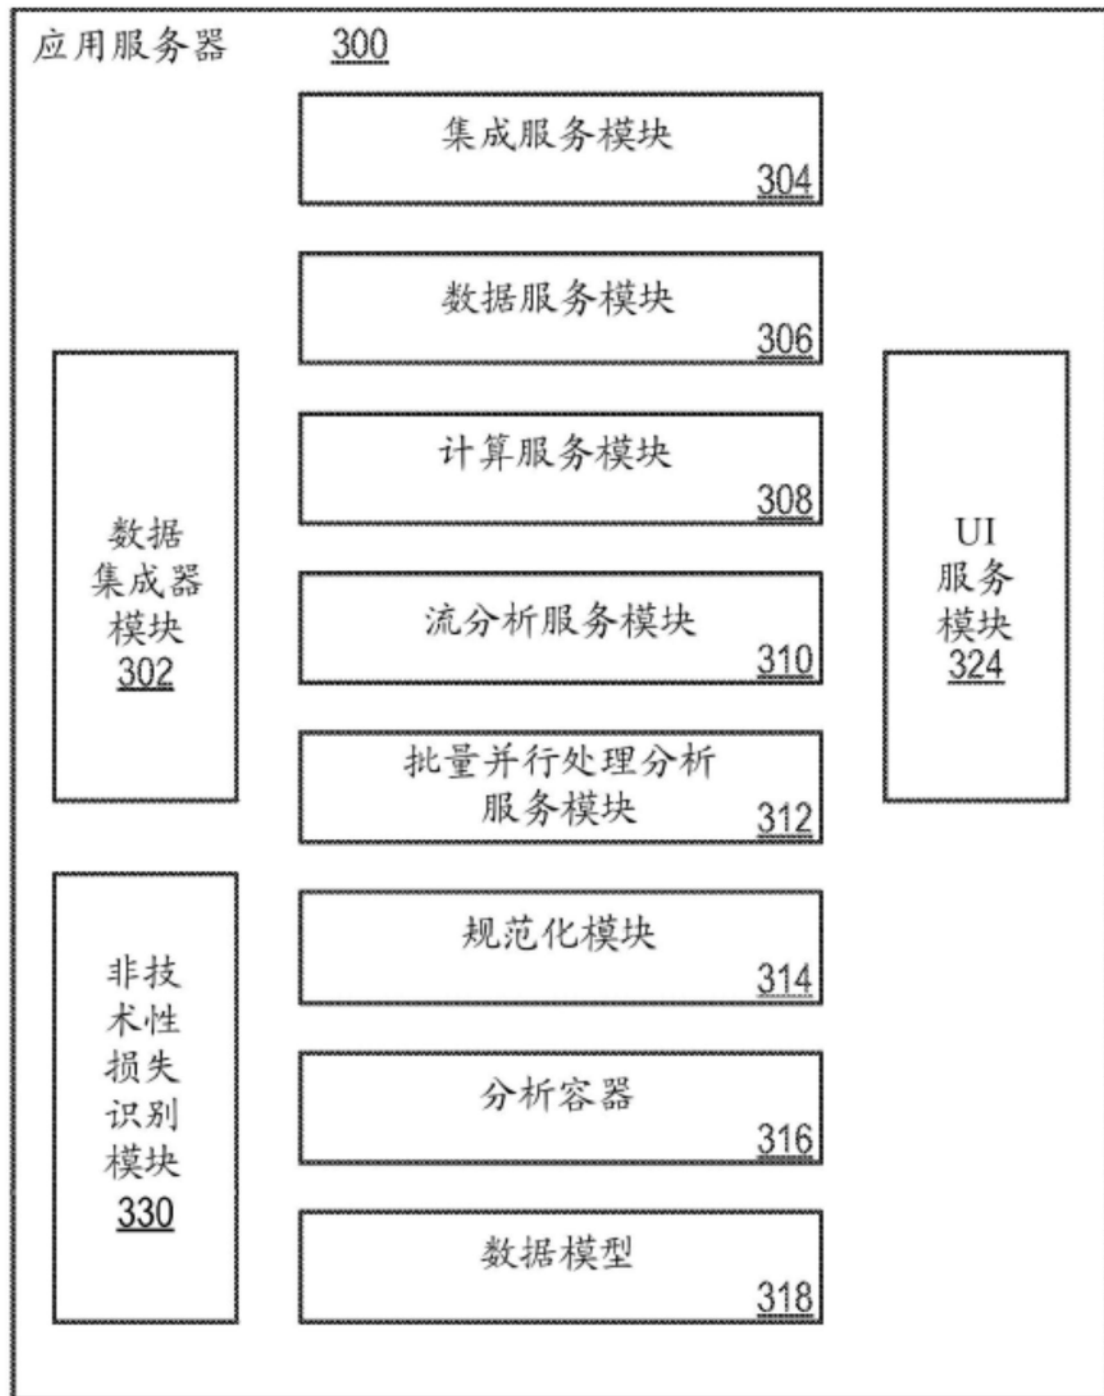 应用服务器 300
集成服务模块
304
数据服务模块
306
计算服务模块
308
流分析服务模块
310
批量并行处理分析
服务模块
312
规范化模块
314
分析容器
316
数据模型
318
数据
集成器
模块
302
非技
术性
损失
识别
模块
330
UI
服务
模块
324